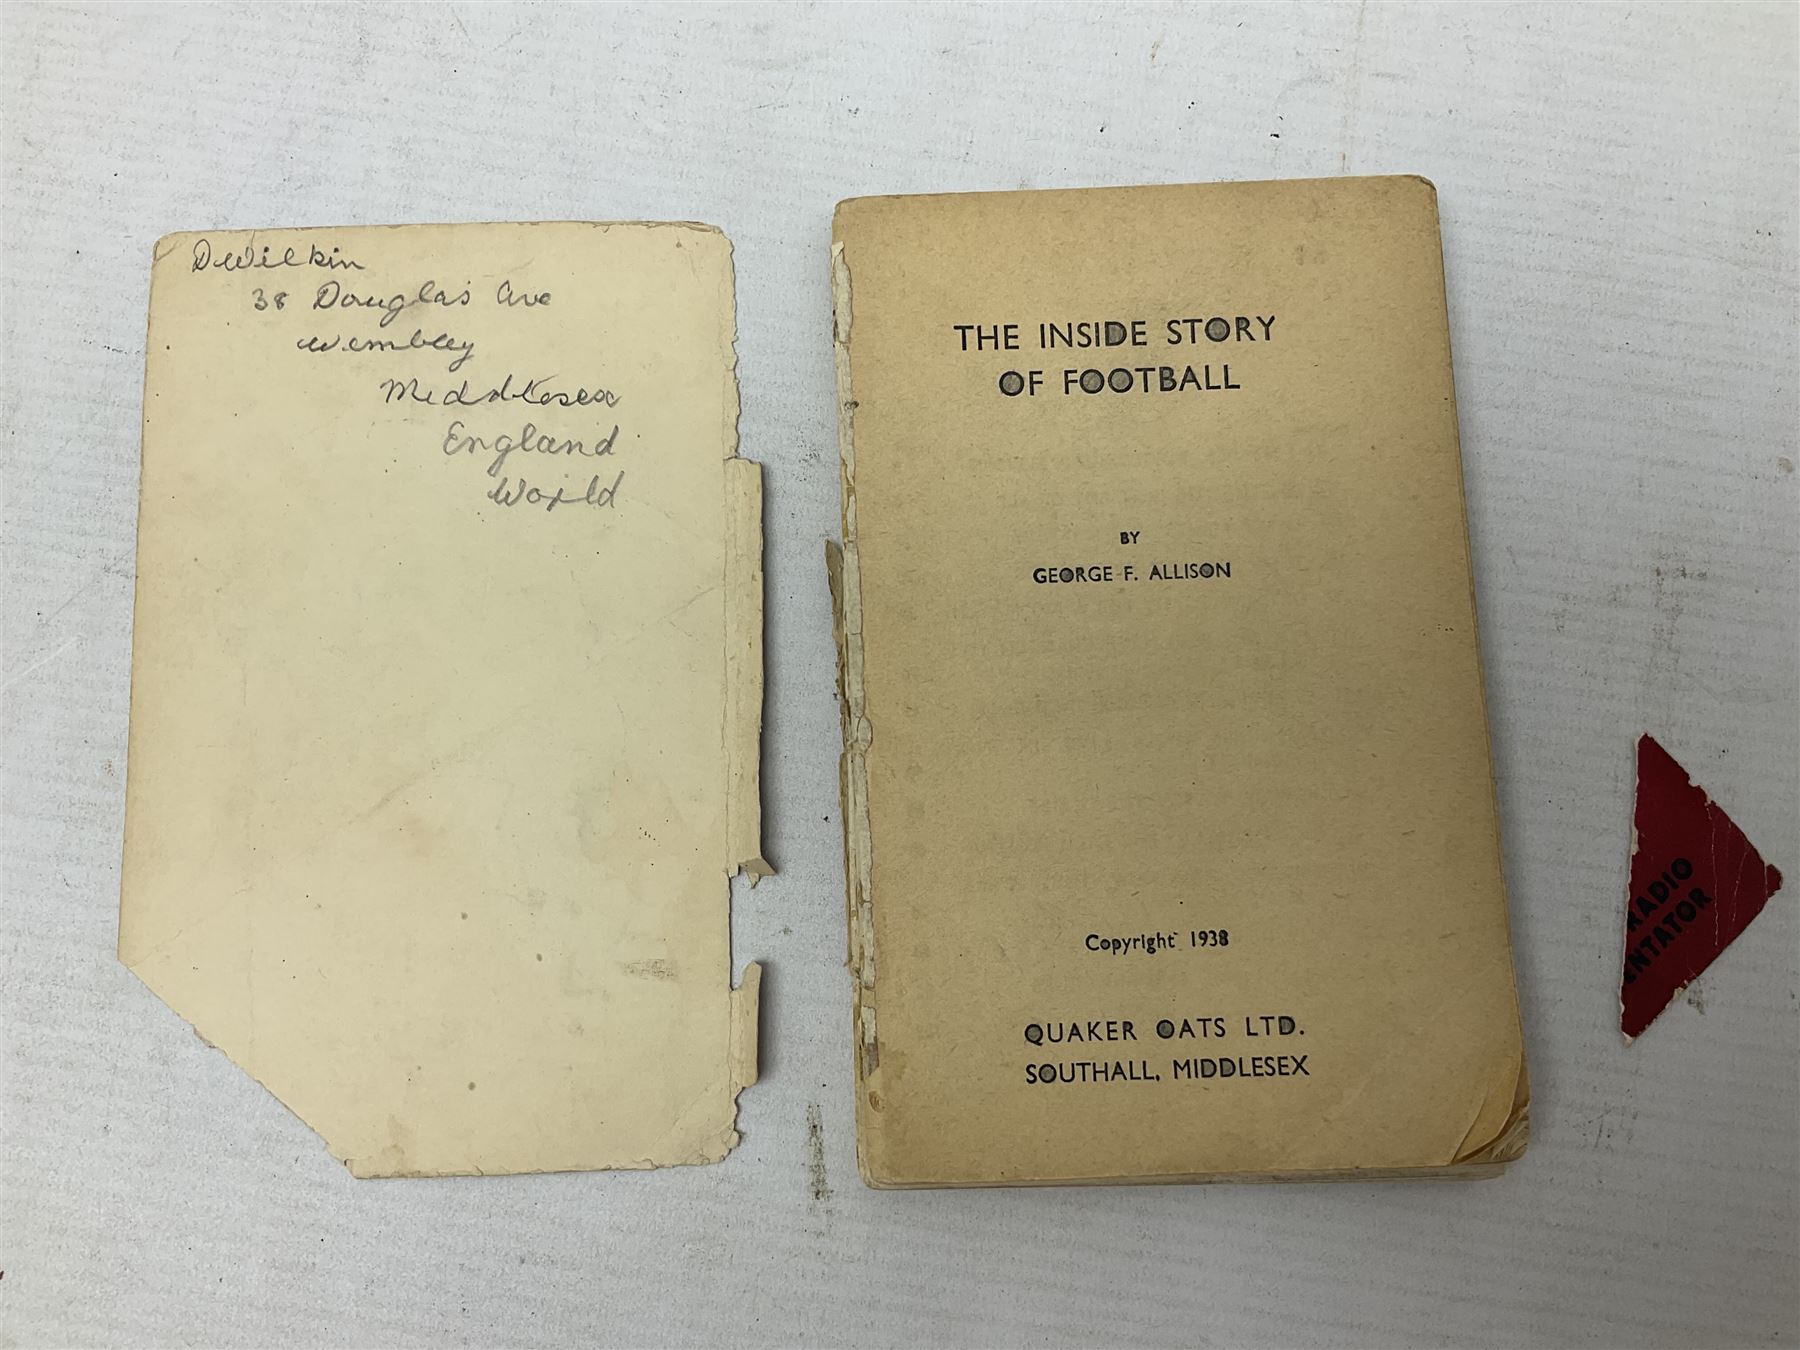 D Wilkin
38 Douglas Ave
Wembley
Middlesex
England
World
THE INSIDE STORY
OF FOOTBALL
BY
GEORGE F. ALLISON
Copyright 1938
QUAKER OATS LTD.
SOUTHALL, MIDDLESEX
RADIO
ENTATOR